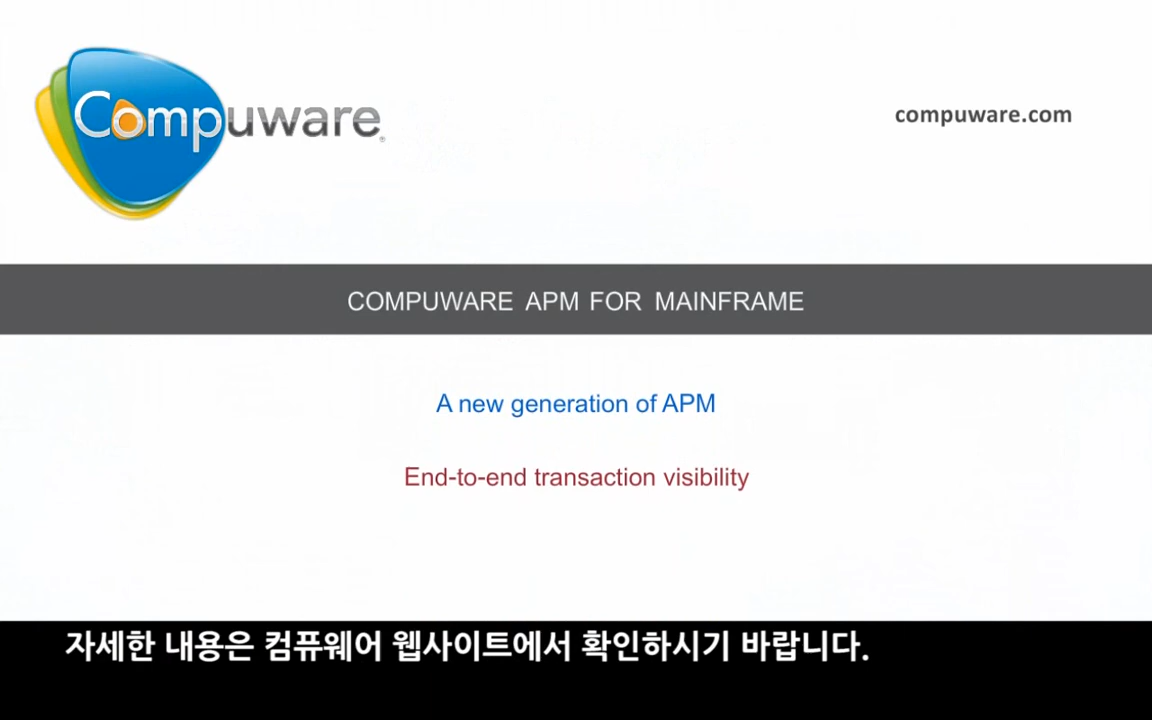 Compuware®
compuware.com
COMPUWARE APM FOR MAINFRAME
A new generation of APM
End-to-end transaction visibility
자세한 내용은 컴퓨웨어 웹사이트에서 확인하시기 바랍니다.